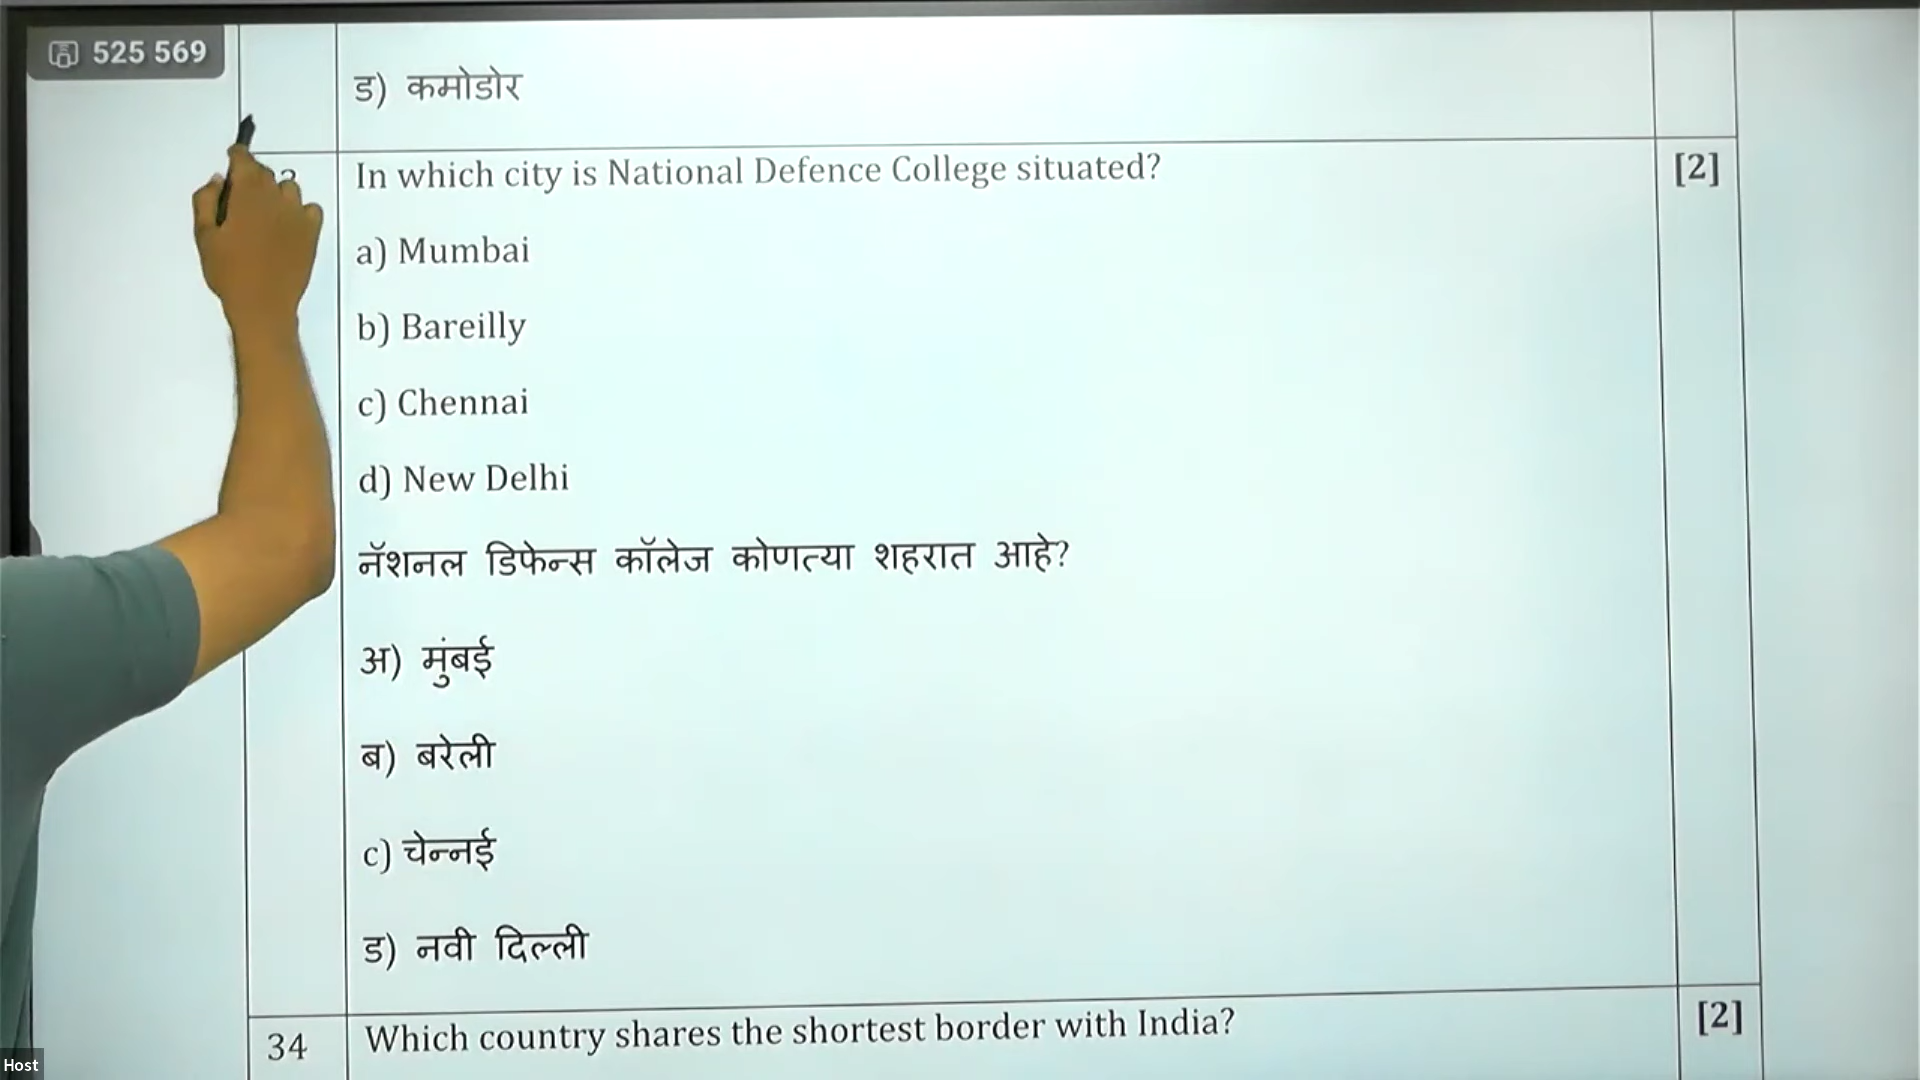 525 569
ड) कमोडोर
In which city is National Defence College situated?
[2]
a) Mumbai
b) Bareilly
c) Chennai
d) New Delhi
नॅशनल डिफेन्स कॉलेज कोणत्या शहरात आहे?
अ) मुंबई
ब) बरेली
c) चेन्नई
ड) नवी दिल्ली
34
Which country shares the shortest border with India?
[2]
Host